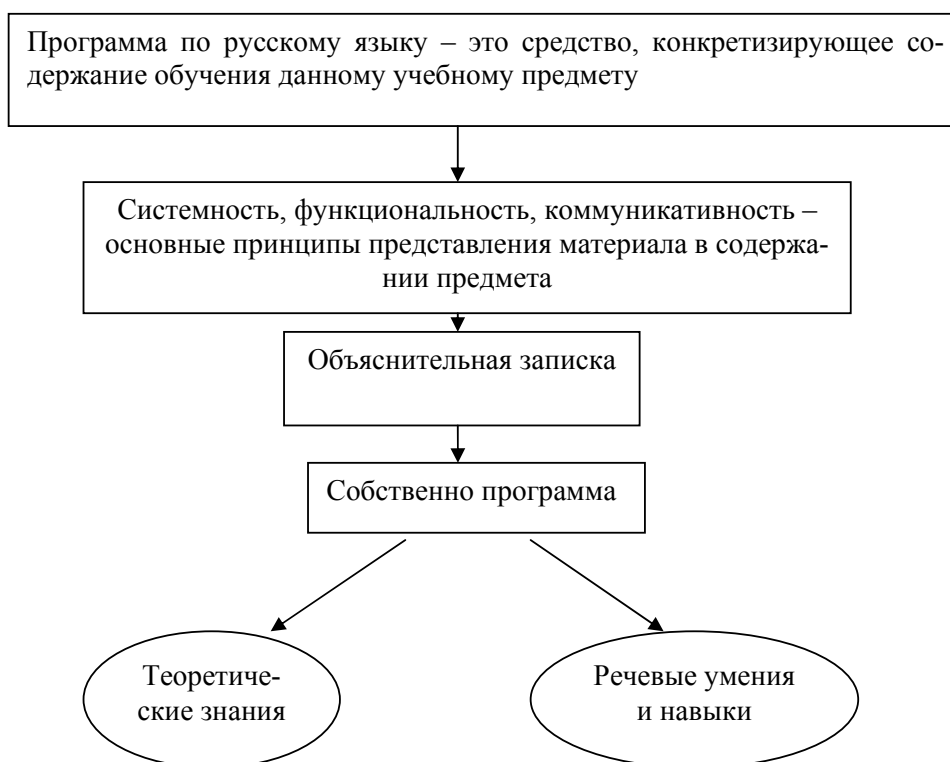 Программа по русскому языку – это средство, конкретизирующее со-
держание обучения данному учебному предмету
Системность, функциональность, коммуникативность –
основные принципы представления материала в содержа-
нии предмета
Объяснительная записка
Собственно программа
Теоретиче-
ские знания
Речевые умения
и навыки